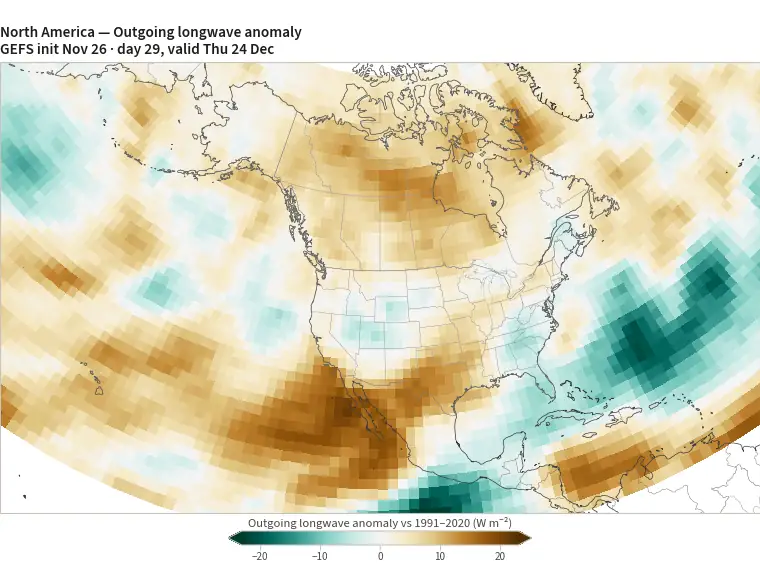 North America — Outgoing longwave anomaly
GEFS init Nov 26 · day 29, valid Thu 24 Dec
Outgoing longwave anomaly vs 1991–2020 (W m⁻²)
−20 −10 0 10 20